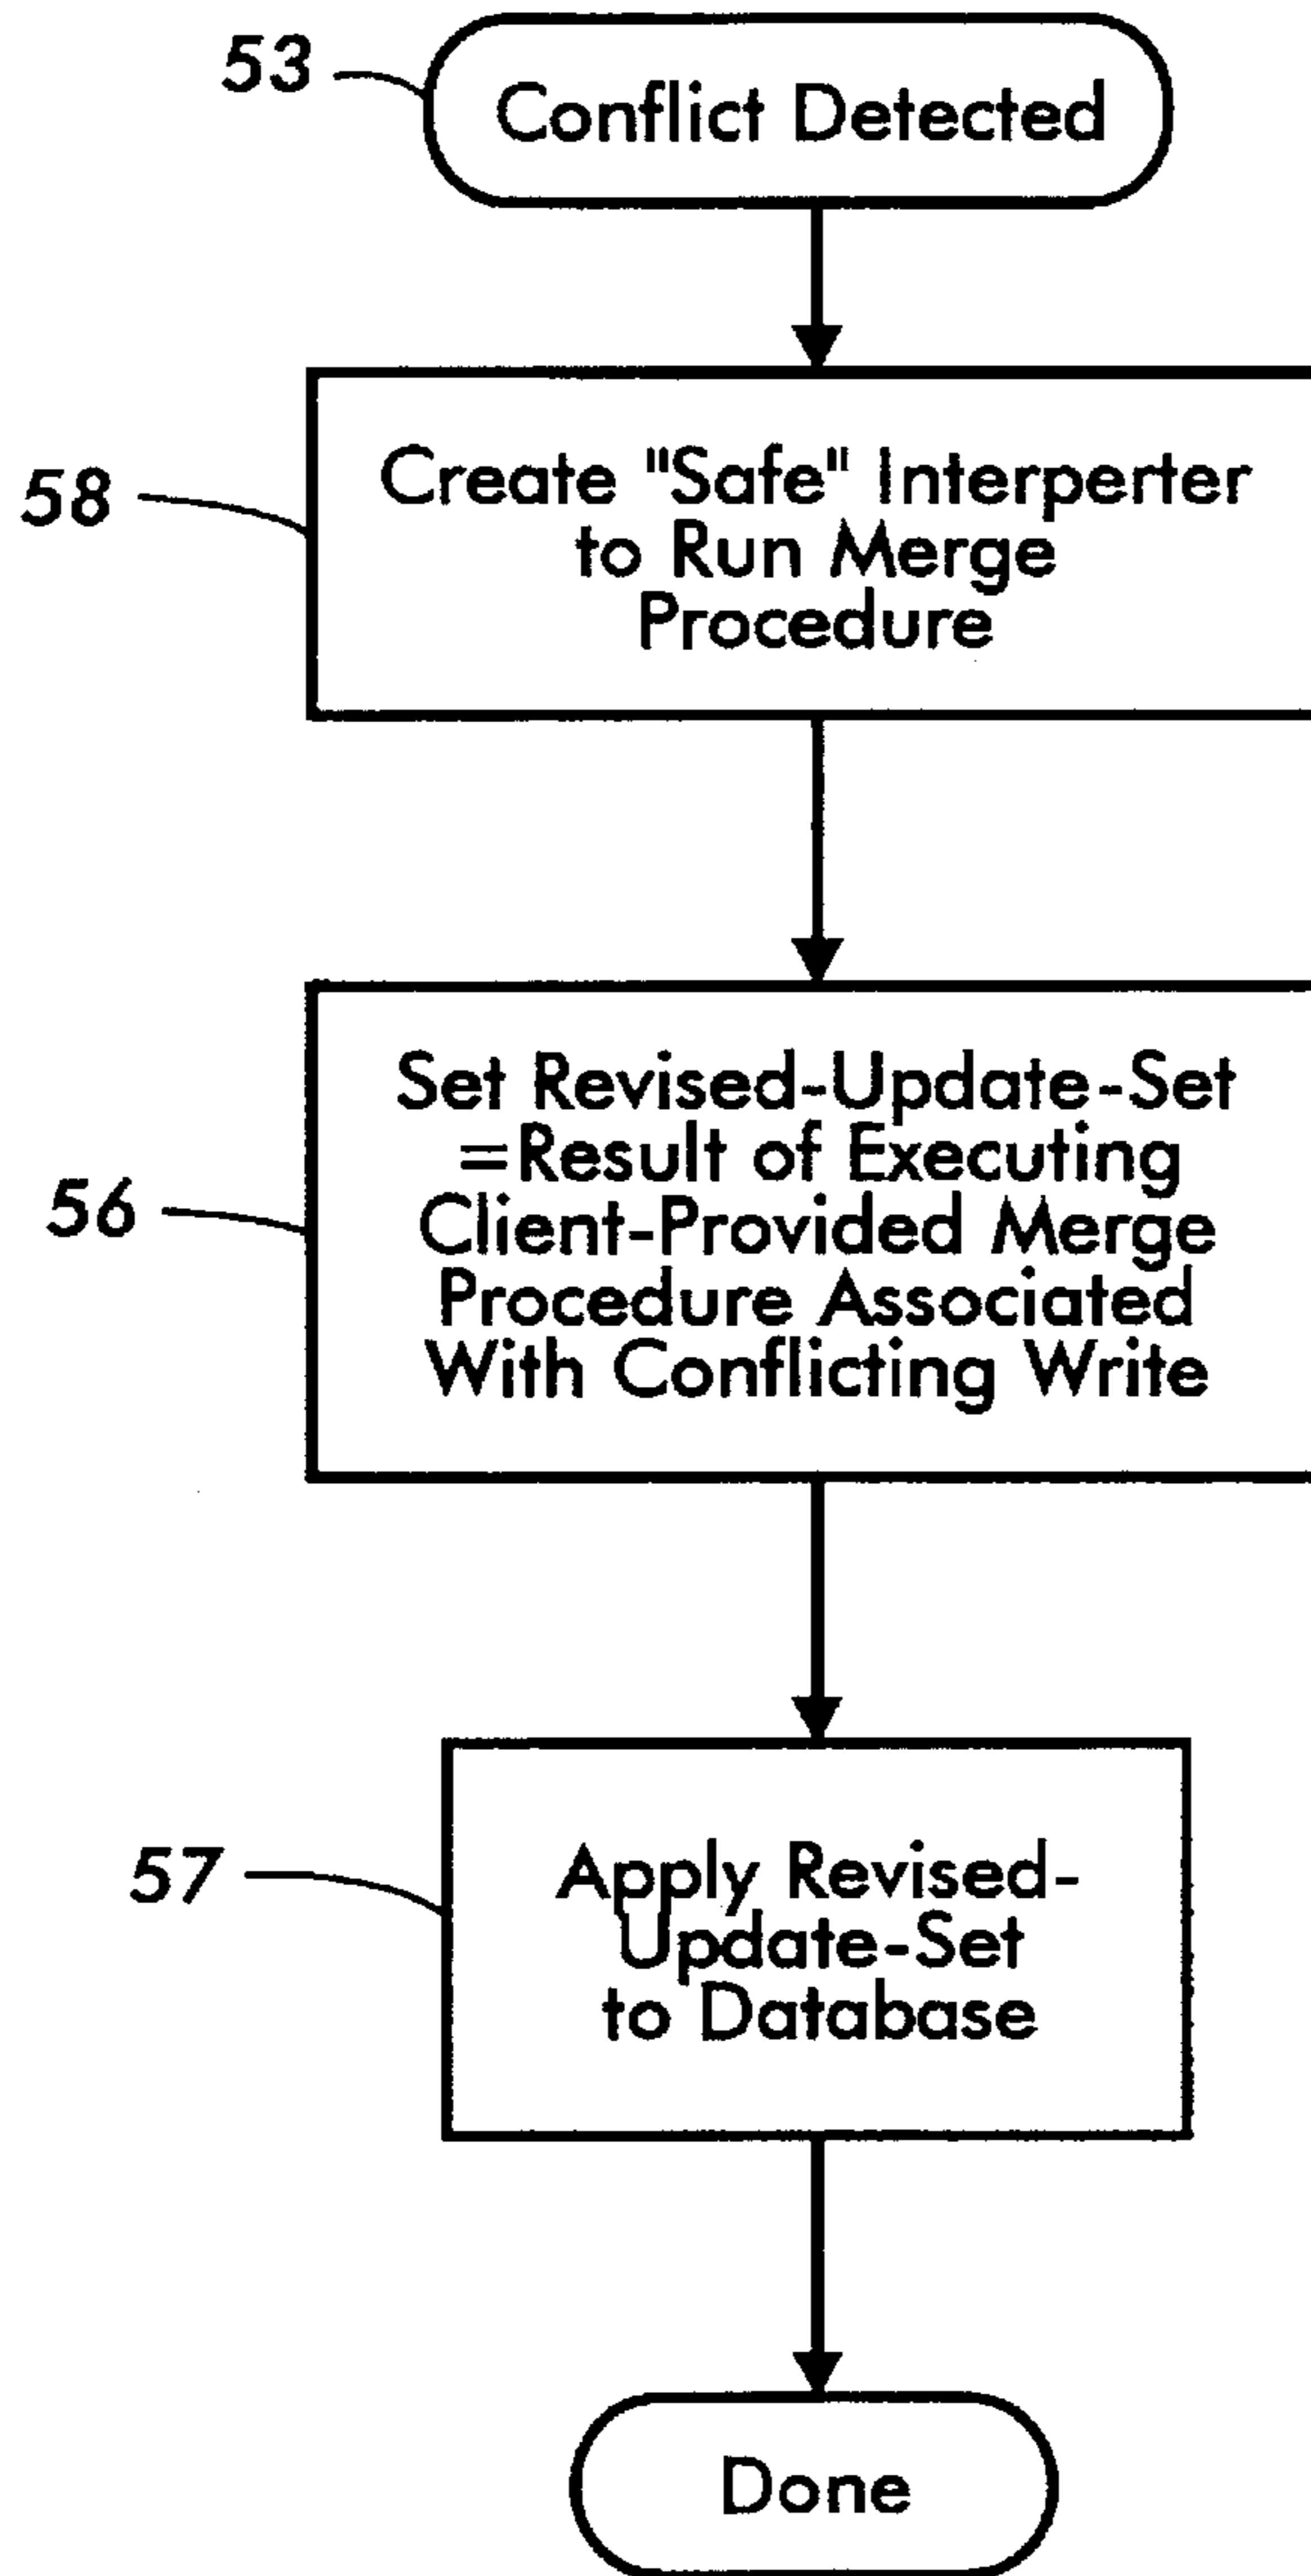 53
Conflict Detected
58
Create "Safe" Interperter
to Run Merge
Procedure
56
Set Revised-Update-Set
=Result of Executing
Client-Provided Merge
Procedure Associated
With Conflicting Write
57
Apply Revised-
Update-Set
to Database
Done